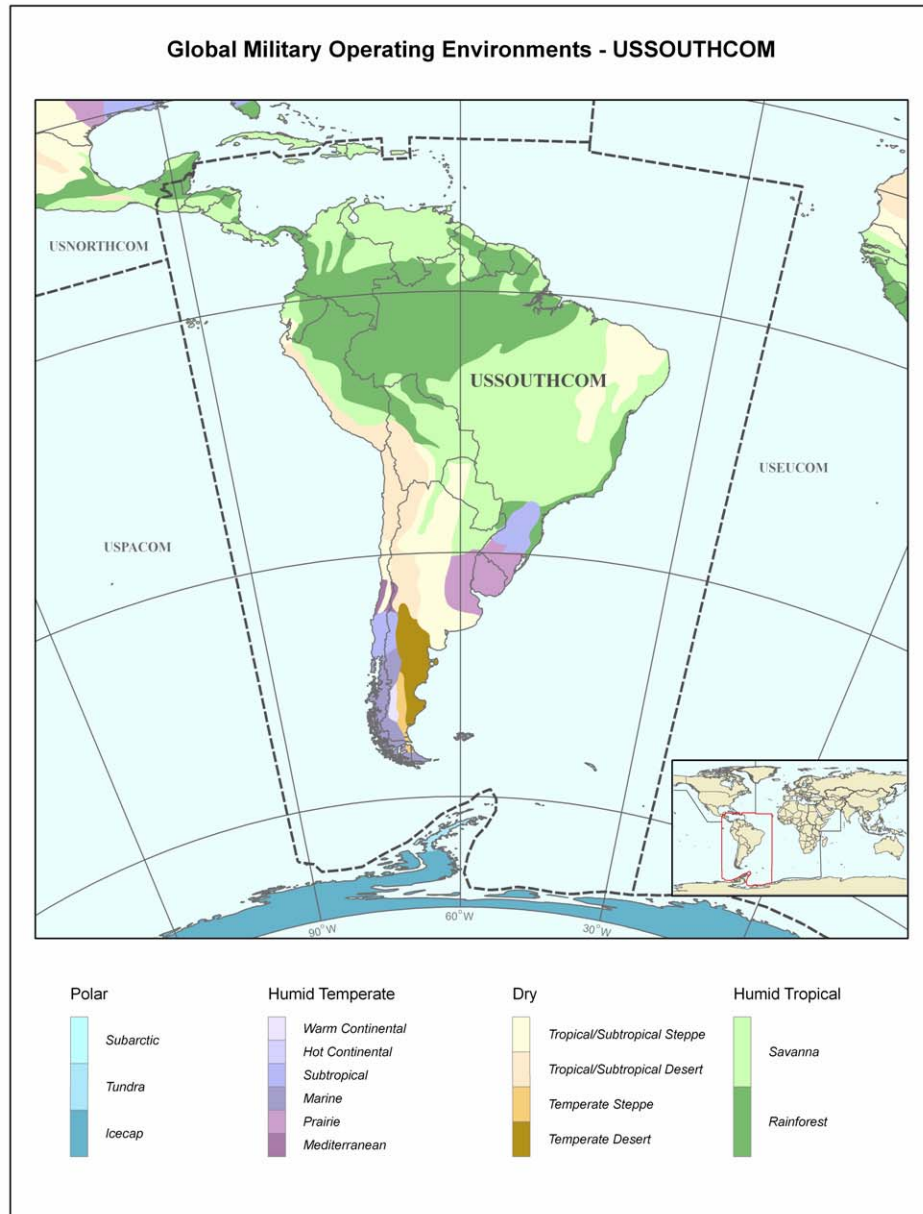 Global Military Operating Environments - USSOUTHCOM
USNORTHCOM
USSOUTHCOM
USEUCOM
USPACOM
90°W
60°W
30°W
Polar
Subarctic
Tundra
Icecap
Humid Temperate
Warm Continental
Hot Continental
Subtropical
Marine
Prairie
Mediterranean
Dry
Tropical/Subtropical Steppe
Tropical/Subtropical Desert
Temperate Steppe
Temperate Desert
Humid Tropical
Savanna
Rainforest